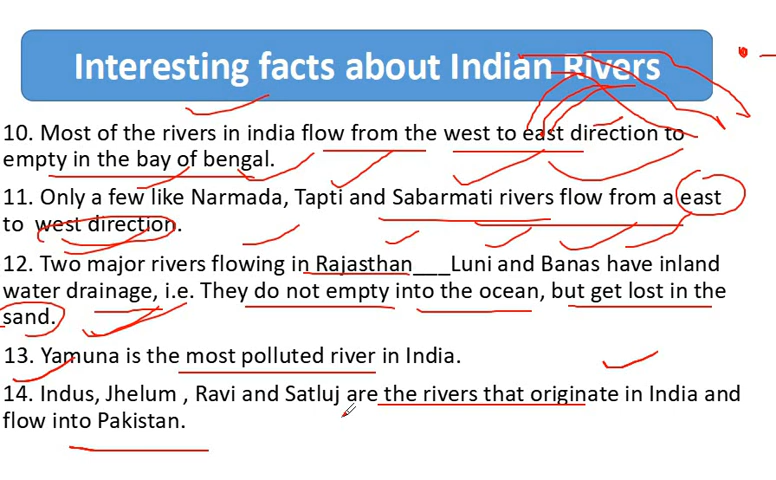 Interesting facts about Indian Rivers
10. Most of the rivers in india flow from the west to east direction to
empty in the bay of bengal.
11. Only a few like Narmada, Tapti and Sabarmati rivers flow from a east
to west direction.
12. Two major rivers flowing in Rajasthan___Luni and Banas have inland
water drainage, i.e. They do not empty into the ocean, but get lost in the
sand.
13. Yamuna is the most polluted river in India.
14. Indus, Jhelum , Ravi and Satluj are the rivers that originate in India and
flow into Pakistan.